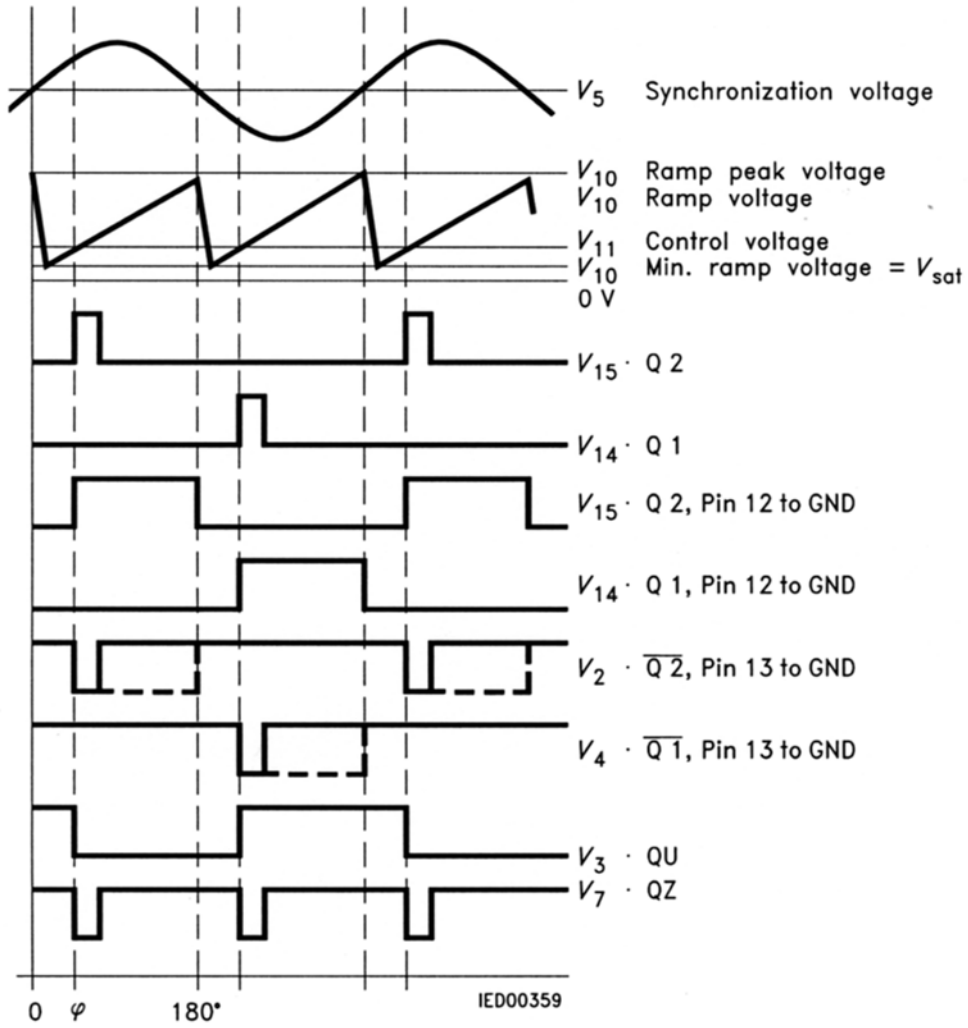 V5 Synchronization voltage
V10 Ramp peak voltage
V10 Ramp voltage
V11 Control voltage
V10 Min. ramp voltage = Vsat
0 V
V15 · Q 2
V14 · Q 1
V15 · Q 2, Pin 12 to GND
V14 · Q 1, Pin 12 to GND
V2 · Q̅ 2̅, Pin 13 to GND
V4 · Q̅ 1̅, Pin 13 to GND
V3 · QU
V7 · QZ
IED00359
0 φ 180°